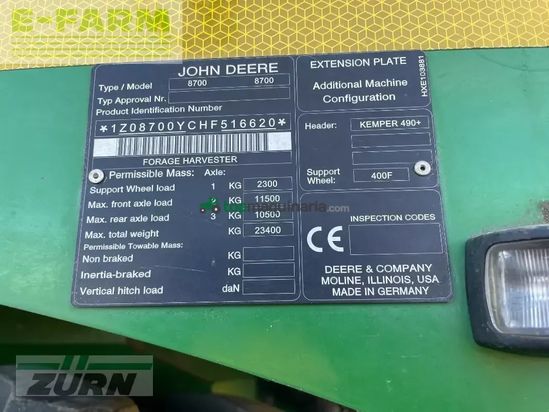 E-FARM
JOHN DEERE
Type / Model 8700 8700
Typ Approval Nr.
Product Identification Number
*1Z08700YCHF516620*
FORAGE HARVESTER
Permissible Mass: Axle:
Support Wheel load 1 KG 2300
Max. front axle load 2 KG 11500
Max. rear axle load 3 KG 10500
Max. total weight KG 23400
Permissible Towable Mass:
Non braked KG
Inertia-braked KG
Vertical hitch load daN
EXTENSION PLATE
Additional Machine
Configuration
HXE103881
Header: KEMPER 490+
Support
Wheel: 400F
INSPECTION CODES
CE
DEERE & COMPANY
MOLINE, ILLINOIS, USA
MADE IN GERMANY
ZÜRN